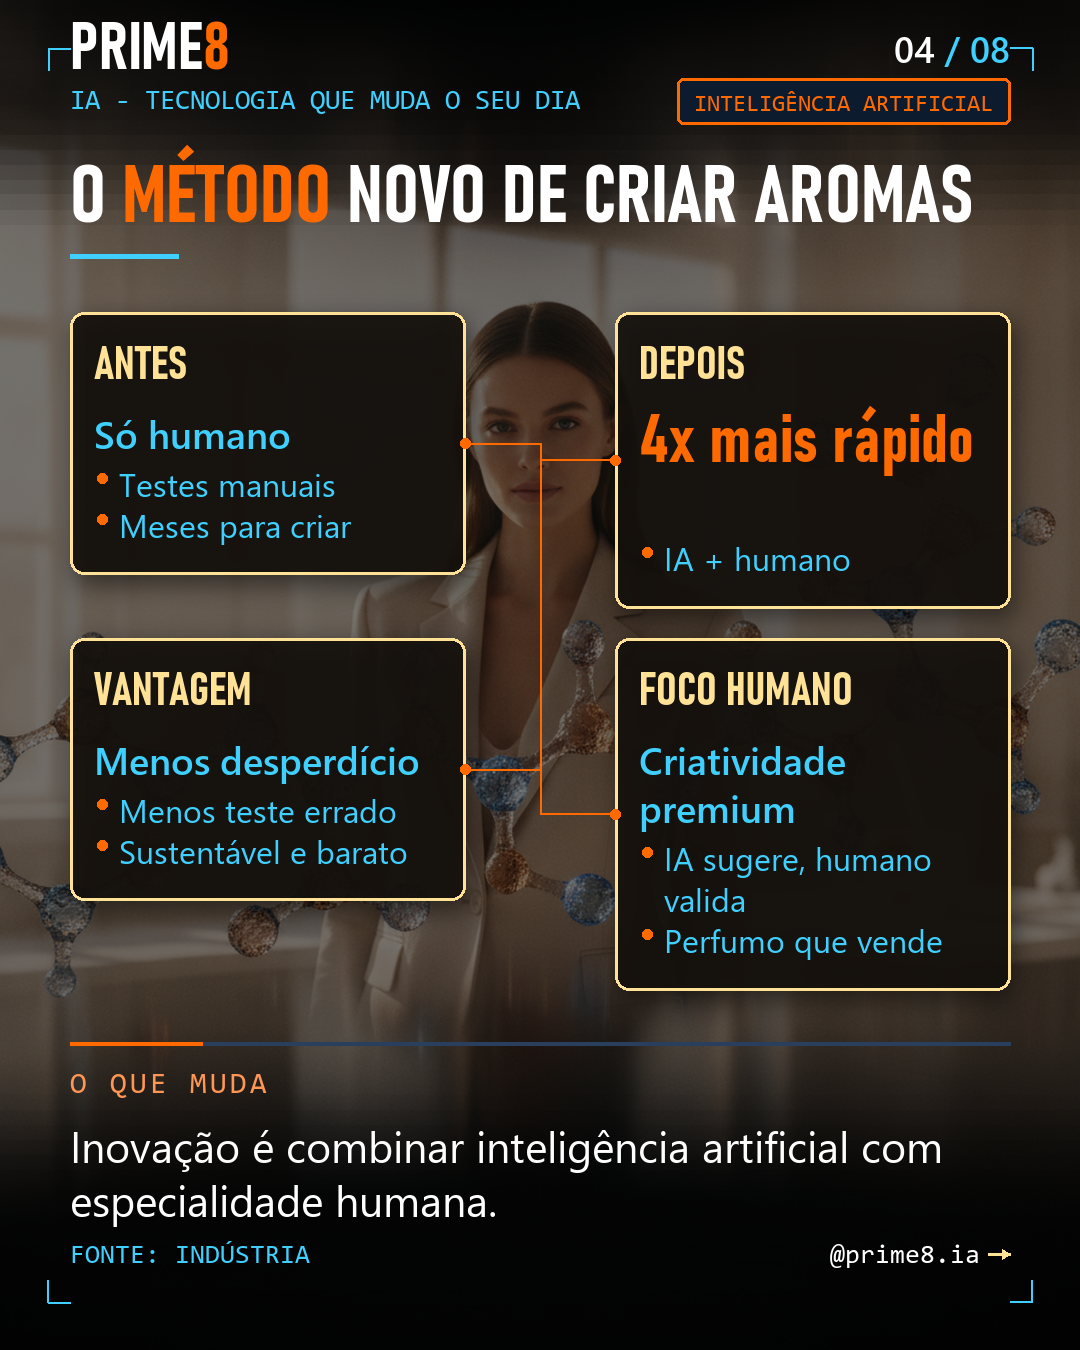 PRIME8
04 / 08
IA - TECNOLOGIA QUE MUDA O SEU DIA
INTELIGÊNCIA ARTIFICIAL
O MÉTODO NOVO DE CRIAR AROMAS
ANTES
Só humano
Testes manuais
Meses para criar
DEPOIS
4x mais rápido
IA + humano
VANTAGEM
Menos desperdício
Menos teste errado
Sustentável e barato
FOCO HUMANO
Criatividade
premium
IA sugere, humano
valida
Perfumo que vende
O QUE MUDA
Inovação é combinar inteligência artificial com
especialidade humana.
FONTE: INDÚSTRIA
@prime8.ia